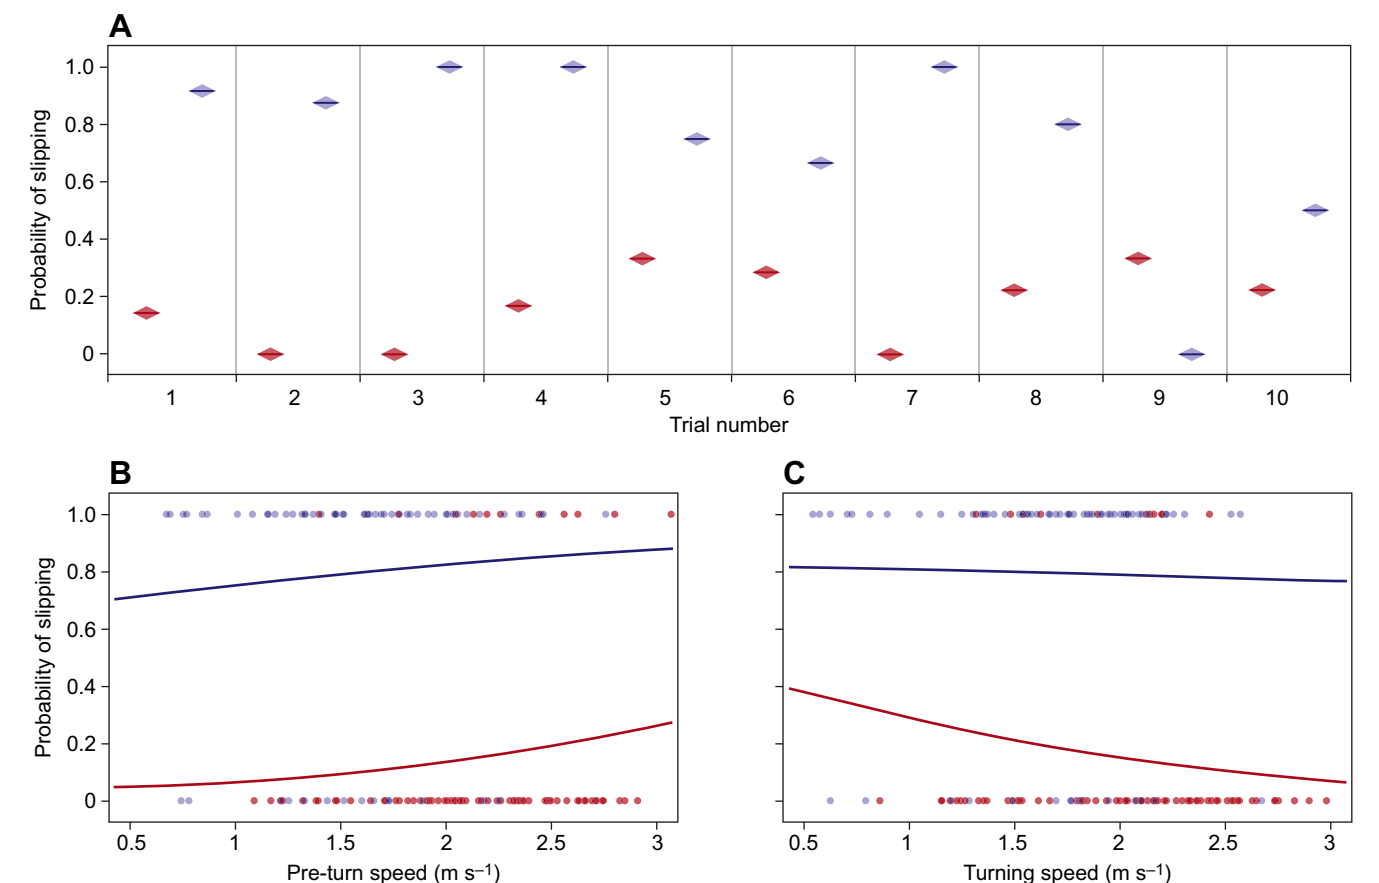 A
Probability of slipping
1.0
0.8
0.6
0.4
0.2
0
1 2 3 4 5 6 7 8 9 10
Trial number
B
Probability of slipping
1.0
0.8
0.6
0.4
0.2
0
0.5 1 1.5 2 2.5 3
Pre-turn speed (m s⁻¹)
C
0.5 1 1.5 2 2.5 3
Turning speed (m s⁻¹)